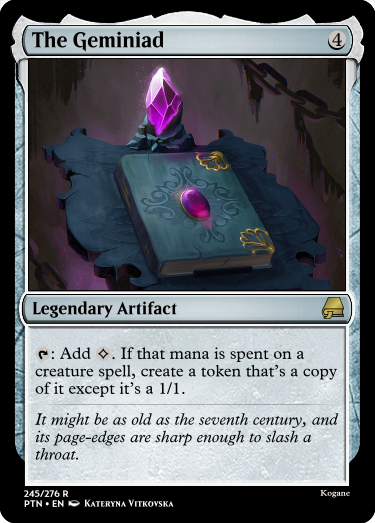 The Geminiad 4
Legendary Artifact
: Add . If that mana is spent on a
creature spell, create a token that's a copy
of it except it's a 1/1.
It might be as old as the seventh century, and
its page-edges are sharp enough to slash a
throat.
245/276 R Kogane
PTN • EN Kateryna Vitkovska